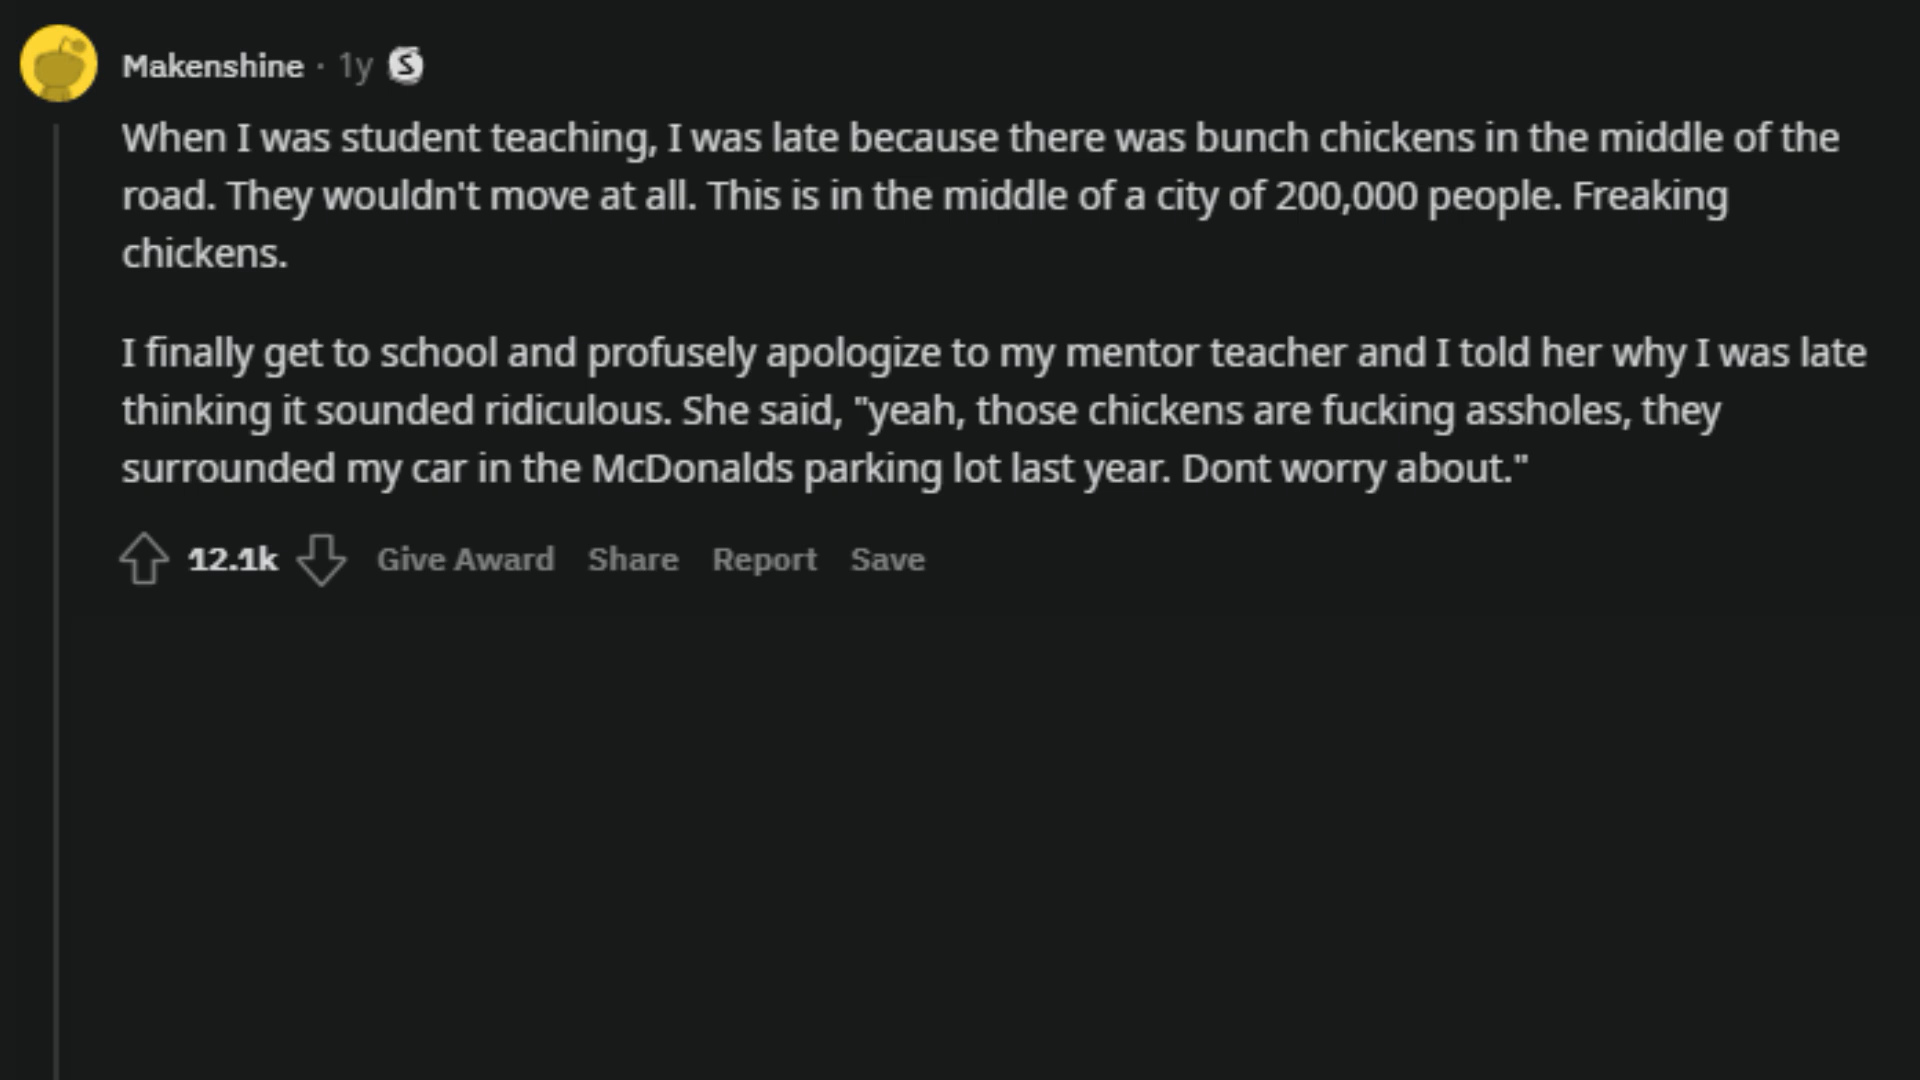 Makenshine · 1y S
When I was student teaching, I was late because there was bunch chickens in the middle of the
road. They wouldn't move at all. This is in the middle of a city of 200,000 people. Freaking
chickens.
I finally get to school and profusely apologize to my mentor teacher and I told her why I was late
thinking it sounded ridiculous. She said, "yeah, those chickens are fucking assholes, they
surrounded my car in the McDonalds parking lot last year. Dont worry about."
12.1k Give Award Share Report Save